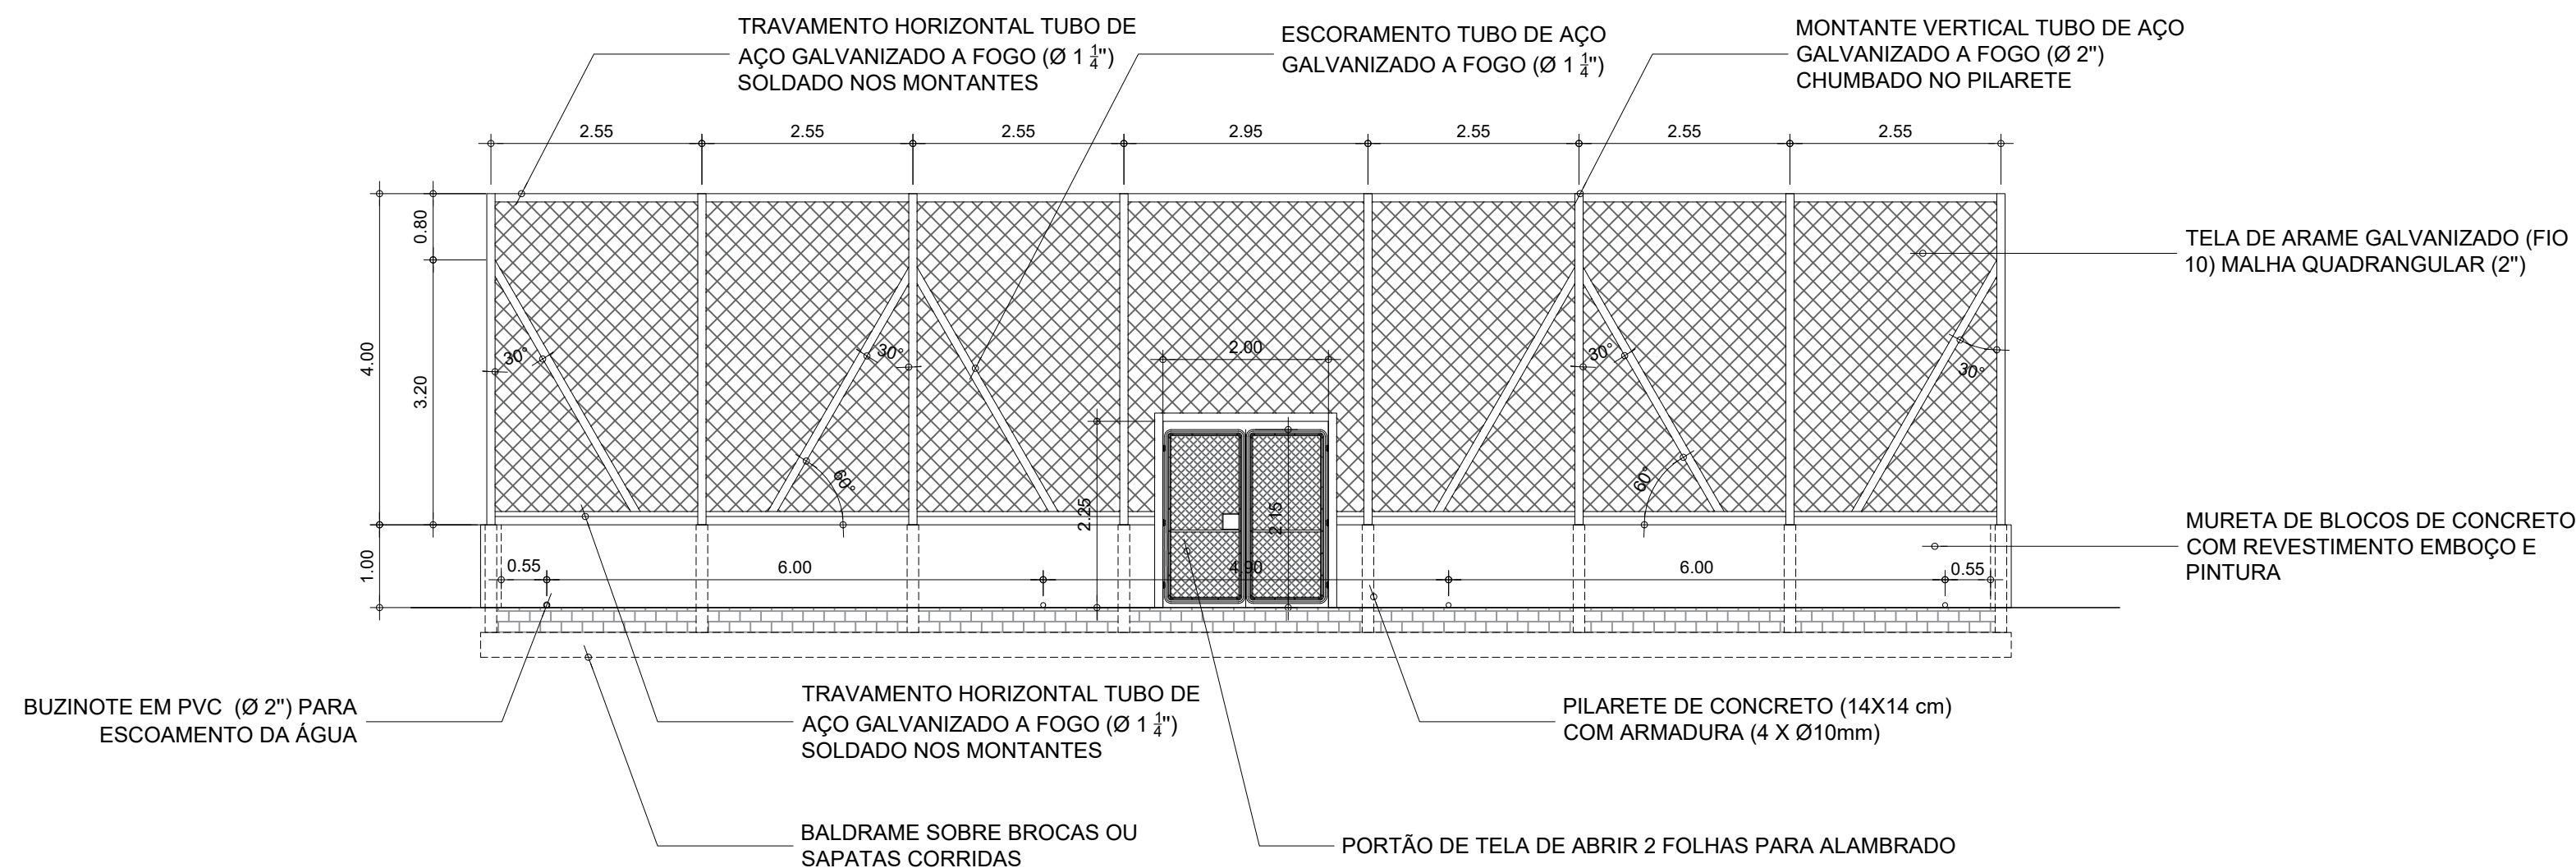 TRAVAMENTO HORIZONTAL TUBO DE
AÇO GALVANIZADO A FOGO (Ø 1 1/4")
SOLDADO NOS MONTANTES
ESCORAMENTO TUBO DE AÇO
GALVANIZADO A FOGO (Ø 1 1/4")
MONTANTE VERTICAL TUBO DE AÇO
GALVANIZADO A FOGO (Ø 2")
CHUMBADO NO PILARETE
2.55
2.55
2.55
2.95
2.55
2.55
2.55
0.80
3.20
4.00
1.00
TELA DE ARAME GALVANIZADO (FIO
10) MALHA QUADRANGULAR (2")
30°
30°
30°
30°
60°
60°
2.00
2.25
2.15
MURETA DE BLOCOS DE CONCRETO
COM REVESTIMENTO EMBOÇO E
PINTURA
0.55
6.00
4.90
6.00
0.55
BUZINOTE EM PVC (Ø 2") PARA
ESCOAMENTO DA ÁGUA
TRAVAMENTO HORIZONTAL TUBO DE
AÇO GALVANIZADO A FOGO (Ø 1 1/4")
SOLDADO NOS MONTANTES
PILARETE DE CONCRETO (14X14 cm)
COM ARMADURA (4 X Ø10mm)
BALDRAME SOBRE BROCAS OU
SAPATAS CORRIDAS
PORTÃO DE TELA DE ABRIR 2 FOLHAS PARA ALAMBRADO